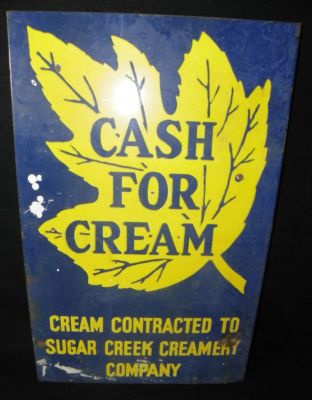 CASH
FOR
CREAM
CREAM CONTRACTED TO
SUGAR CREEK CREAMERY
COMPANY